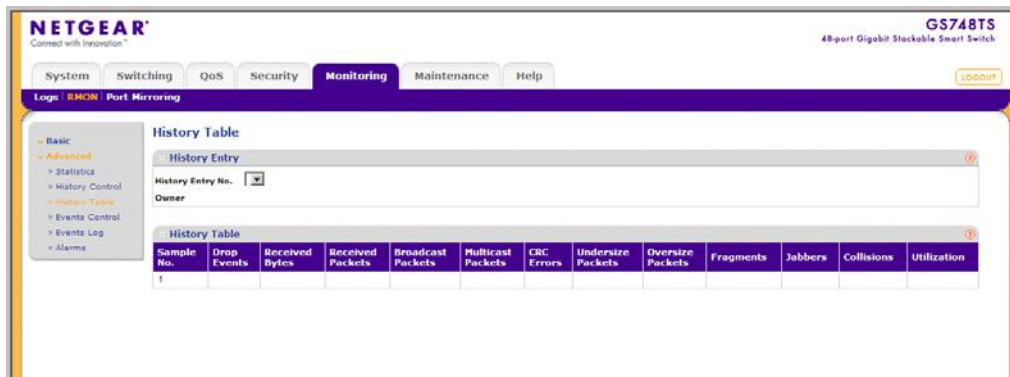 NETGEAR
Connect with Innovation™
GS748TS
48-port Gigabit Stackable Smart Switch
System Switching QoS Security Monitoring Maintenance Help
LOGOUT
Logs RMON Port Mirroring
Basic
Advanced
Statistics
History Control
History Table
Events Control
Events Log
Alarms
History Table
History Entry
History Entry No.
Owner
History Table
Sample No. Drop Events Received Bytes Received Packets Broadcast Packets Multicast Packets CRC Errors Undersize Packets Oversize Packets Fragments Jabbers Collisions Utilization
1